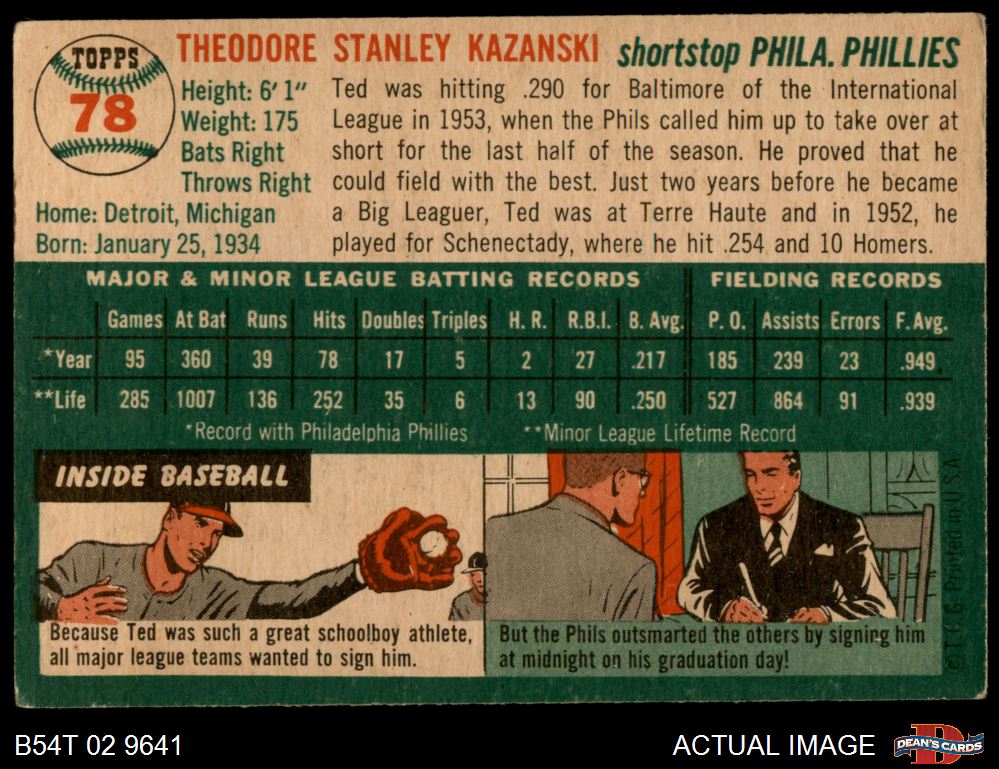 TOPPS
78
THEODORE STANLEY KAZANSKI shortstop PHILA. PHILLIES
Height: 6' 1"
Weight: 175
Bats Right
Throws Right
Home: Detroit, Michigan
Born: January 25, 1934
Ted was hitting .290 for Baltimore of the International
League in 1953, when the Phils called him up to take over at
short for the last half of the season. He proved that he
could field with the best. Just two years before he became
a Big Leaguer, Ted was at Terre Haute and in 1952, he
played for Schenectady, where he hit .254 and 10 Homers.
MAJOR & MINOR LEAGUE BATTING RECORDS FIELDING RECORDS
Games At Bat Runs Hits Doubles Triples H. R. R.B.I. B. Avg. P. O. Assists Errors F. Avg.
*Year 95 360 39 78 17 5 2 27 .217 185 239 23 .949
**Life 285 1007 136 252 35 6 13 90 .250 527 864 91 .939
*Record with Philadelphia Phillies **Minor League Lifetime Record
INSIDE BASEBALL
Because Ted was such a great schoolboy athlete,
all major league teams wanted to sign him.
But the Phils outsmarted the others by signing him
at midnight on his graduation day!
© T. C. G. Printed in U.S.A
B54T 02 9641
ACTUAL IMAGE
DEAN'S CARDS